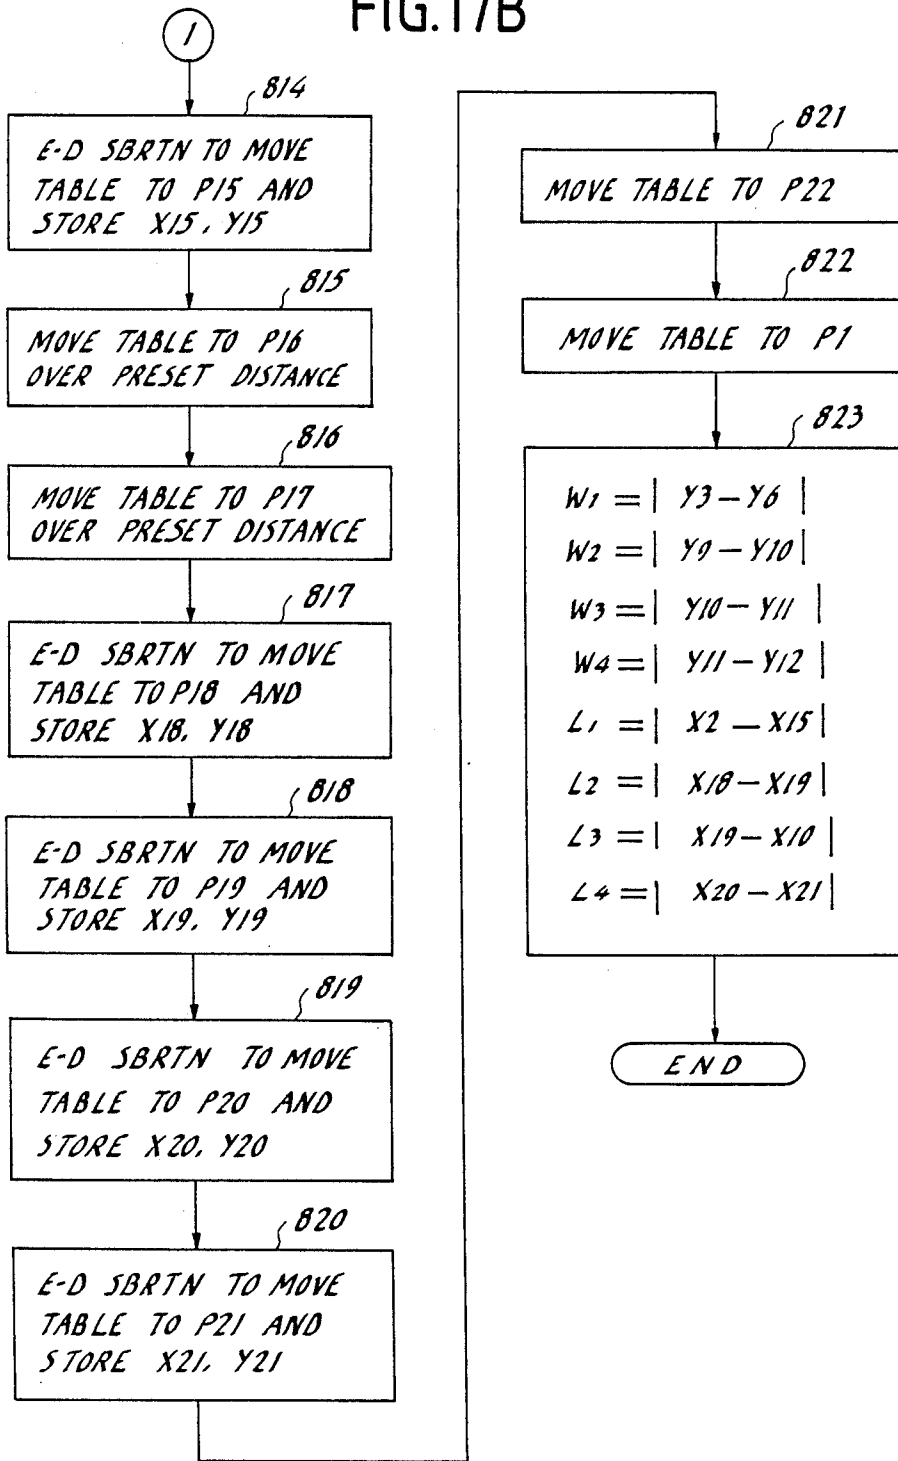 FIG.17B
1
814
E-D SBRTN TO MOVE
TABLE TO P15 AND
STORE X15, Y15
815
MOVE TABLE TO P16
OVER PRESET DISTANCE
816
MOVE TABLE TO P17
OVER PRESET DISTANCE
817
E-D SBRTN TO MOVE
TABLE TO P18 AND
STORE X18, Y18
818
E-D SBRTN TO MOVE
TABLE TO P19 AND
STORE X19, Y19
819
E-D SBRTN TO MOVE
TABLE TO P20 AND
STORE X20, Y20
820
E-D SBRTN TO MOVE
TABLE TO P21 AND
STORE X21, Y21
821
MOVE TABLE TO P22
822
MOVE TABLE TO P1
823
W1 = | Y3 - Y6 |
W2 = | Y9 - Y10 |
W3 = | Y10 - Y11 |
W4 = | Y11 - Y12 |
L1 = | X2 - X15 |
L2 = | X18 - X19 |
L3 = | X19 - X10 |
L4 = | X20 - X21 |
END